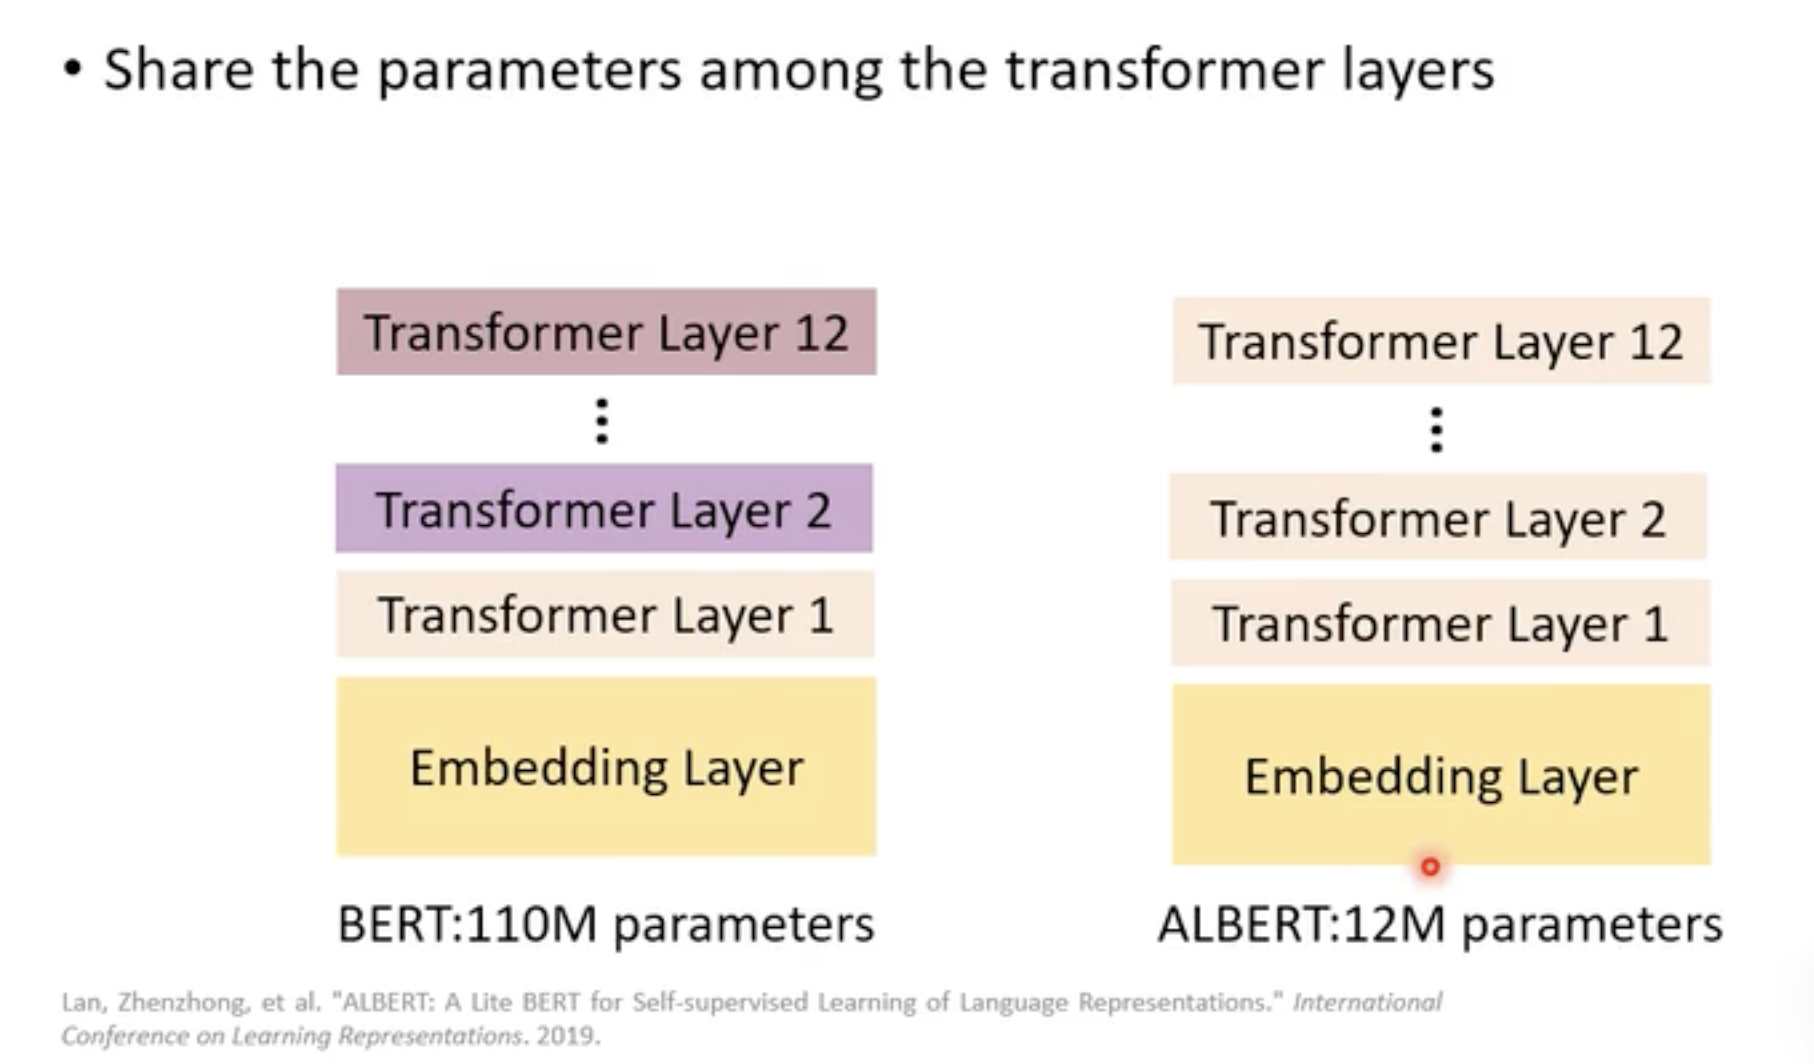 • Share the parameters among the transformer layers
Transformer Layer 12
Transformer Layer 2
Transformer Layer 1
Embedding Layer
BERT:110M parameters
Transformer Layer 12
Transformer Layer 2
Transformer Layer 1
Embedding Layer
ALBERT:12M parameters
Lan, Zhenzhong, et al. "ALBERT: A Lite BERT for Self-supervised Learning of Language Representations." International
Conference on Learning Representations. 2019.